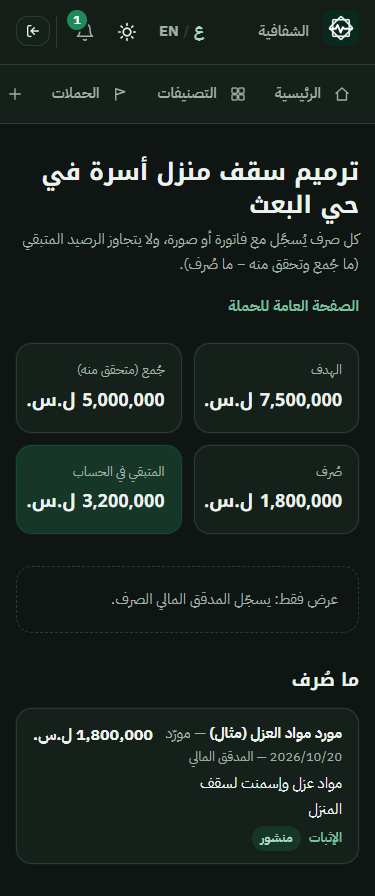 الشفافية
ع / EN
1
الرئيسية
التصنيفات
الحملات
ترميم سقف منزل أسرة في
حي البعث
كل صرف يُسجَّل مع فاتورة أو صورة، ولا يتجاوز الرصيد المتبقي
(ما جُمع وتحقق منه − ما صُرف).
الصفحة العامة للحملة
الهدف
7,500,000 ل.س.
جُمع (متحقق منه)
5,000,000 ل.س.
صُرف
1,800,000 ل.س.
المتبقي في الحساب
3,200,000 ل.س.
عرض فقط: يسجّل المدقق المالي الصرف.
ما صُرف
مورد مواد العزل (مثال) — مورّد
1,800,000 ل.س.
2026/10/20 — المدقق المالي
مواد عزل وإسمنت لسقف
المنزل
الإثبات
منشور